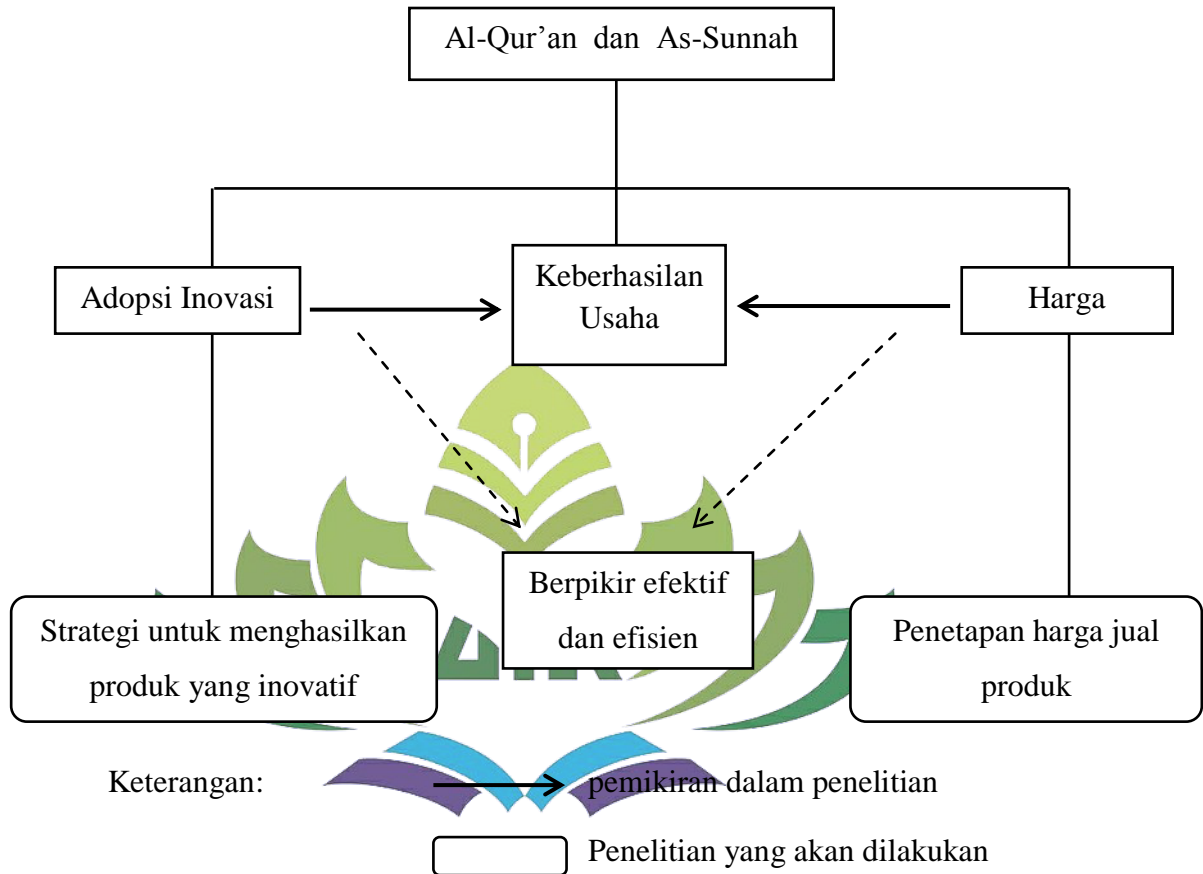 Al-Qur’an dan As-Sunnah
Adopsi Inovasi
Keberhasilan
Usaha
Harga
Berpikir efektif
dan efisien
Strategi untuk menghasilkan
produk yang inovatif
Penetapan harga jual
produk
Keterangan:
pemikiran dalam penelitian
Penelitian yang akan dilakukan